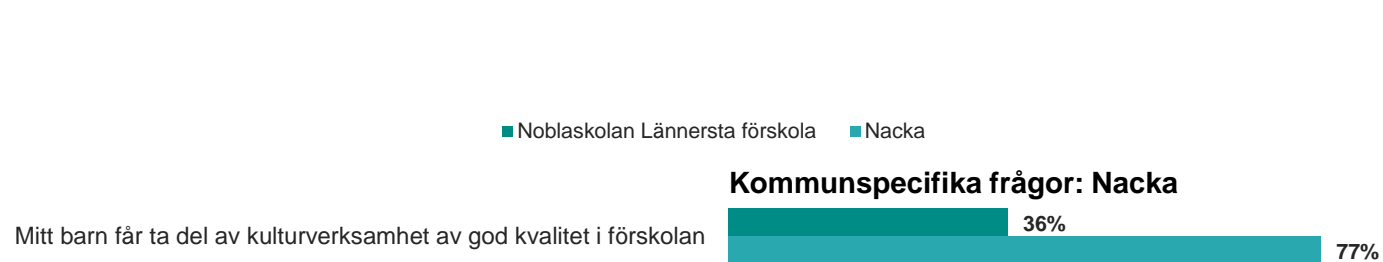 Noblaskolan Lännersta förskola Nacka
Kommunspecifika frågor: Nacka
36%
Mitt barn får ta del av kulturverksamhet av god kvalitet i förskolan
77%